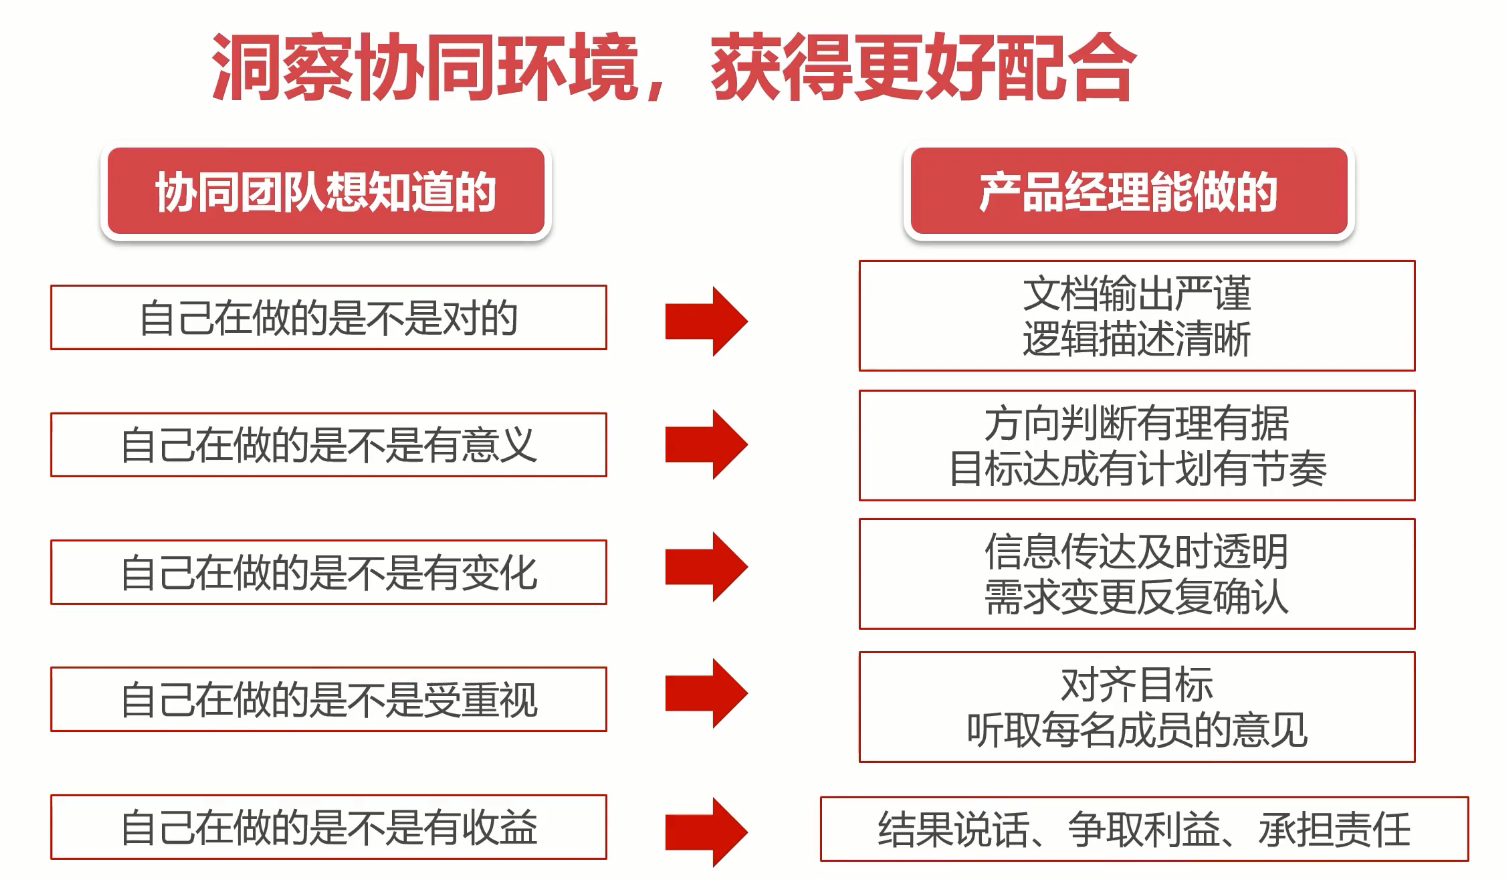 洞察协同环境，获得更好配合
协同团队想知道的
产品经理能做的
自己在做的是不是对的
文档输出严谨
逻辑描述清晰
自己在做的是不是有意义
方向判断有理有据
目标达成有计划有节奏
自己在做的是不是有变化
信息传达及时透明
需求变更反复确认
自己在做的是不是受重视
对齐目标
听取每名成员的意见
自己在做的是不是有收益
结果说话、争取利益、承担责任